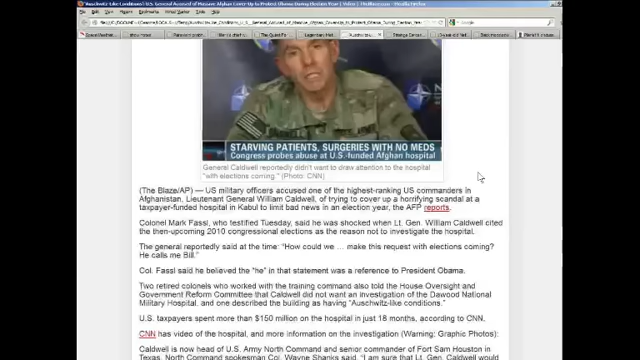 STARVING PATIENTS, SURGERIES WITH NO MEDS
Congress probes abuse at U.S.-funded Afghan hospital
General Caldwell reportedly didn't want to draw attention to the hospital
"with elections coming." (Photo: CNN)
(The Blaze/AP) — US military officers accused one of the highest-ranking US commanders in
Afghanistan, Lieutenant General William Caldwell, of trying to cover up a horrifying scandal at a
taxpayer-funded hospital in Kabul to limit bad news in an election year, the AFP reports.
Colonel Mark Fassl, who testified Tuesday, said he was shocked when Lt. Gen. William Caldwell cited
the then-upcoming 2010 congressional elections as the reason not to investigate the hospital.
The general reportedly said at the time: "How could we … make this request with elections coming?
He calls me Bill."
Col. Fassl said he believed the "he" in that statement was a reference to President Obama.
Two retired colonels who worked with the training command also told the House Oversight and
Government Reform Committee that Caldwell did not want an investigation of the Dawood National
Military Hospital, and one described the building as having "Auschwitz-like conditions."
U.S. taxpayers spent more than $150 million on the hospital in just 18 months, according to CNN.
CNN has video of the hospital, and more information on the investigation (Warning: Graphic Photos):
Caldwell is now head of U.S. Army North Command and senior commander of Fort Sam Houston in
Texas. North Command spokesman Col. Wayne Shanks said, "I am sure that Lt. Gen. Caldwell would